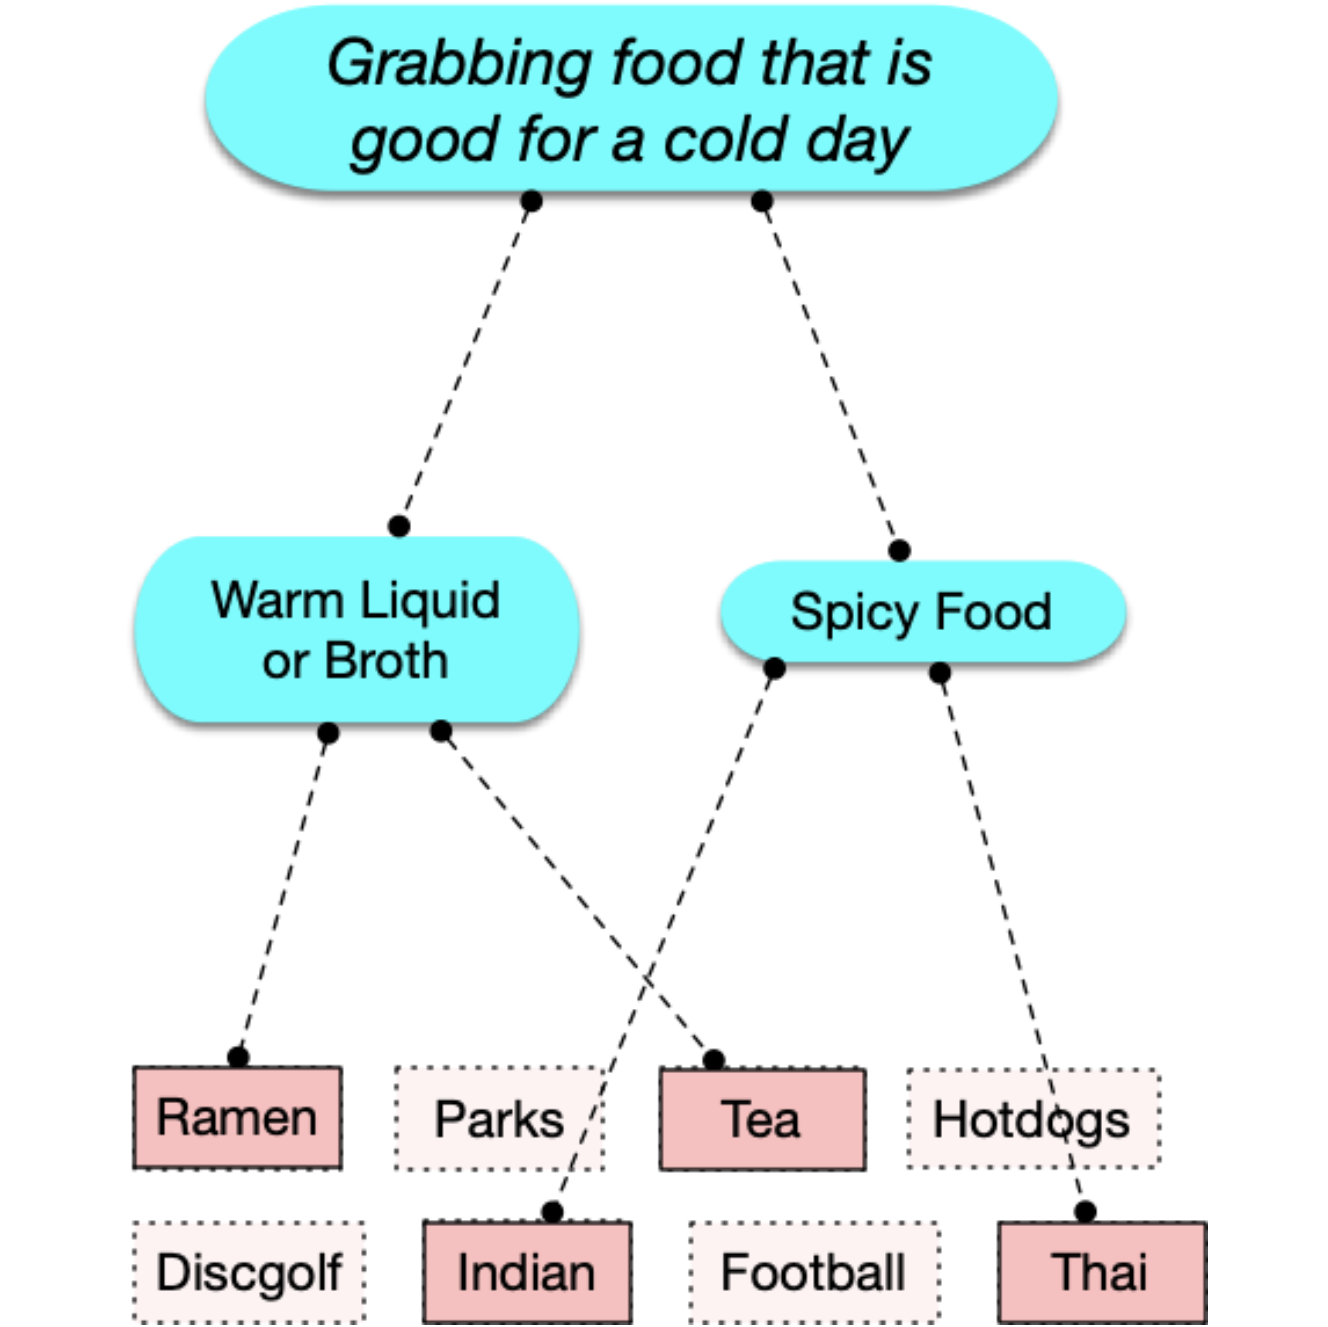 Grabbing food that is
good for a cold day
Warm Liquid
or Broth
Spicy Food
Ramen
Parks
Tea
Hotdogs
Discgolf
Indian
Football
Thai